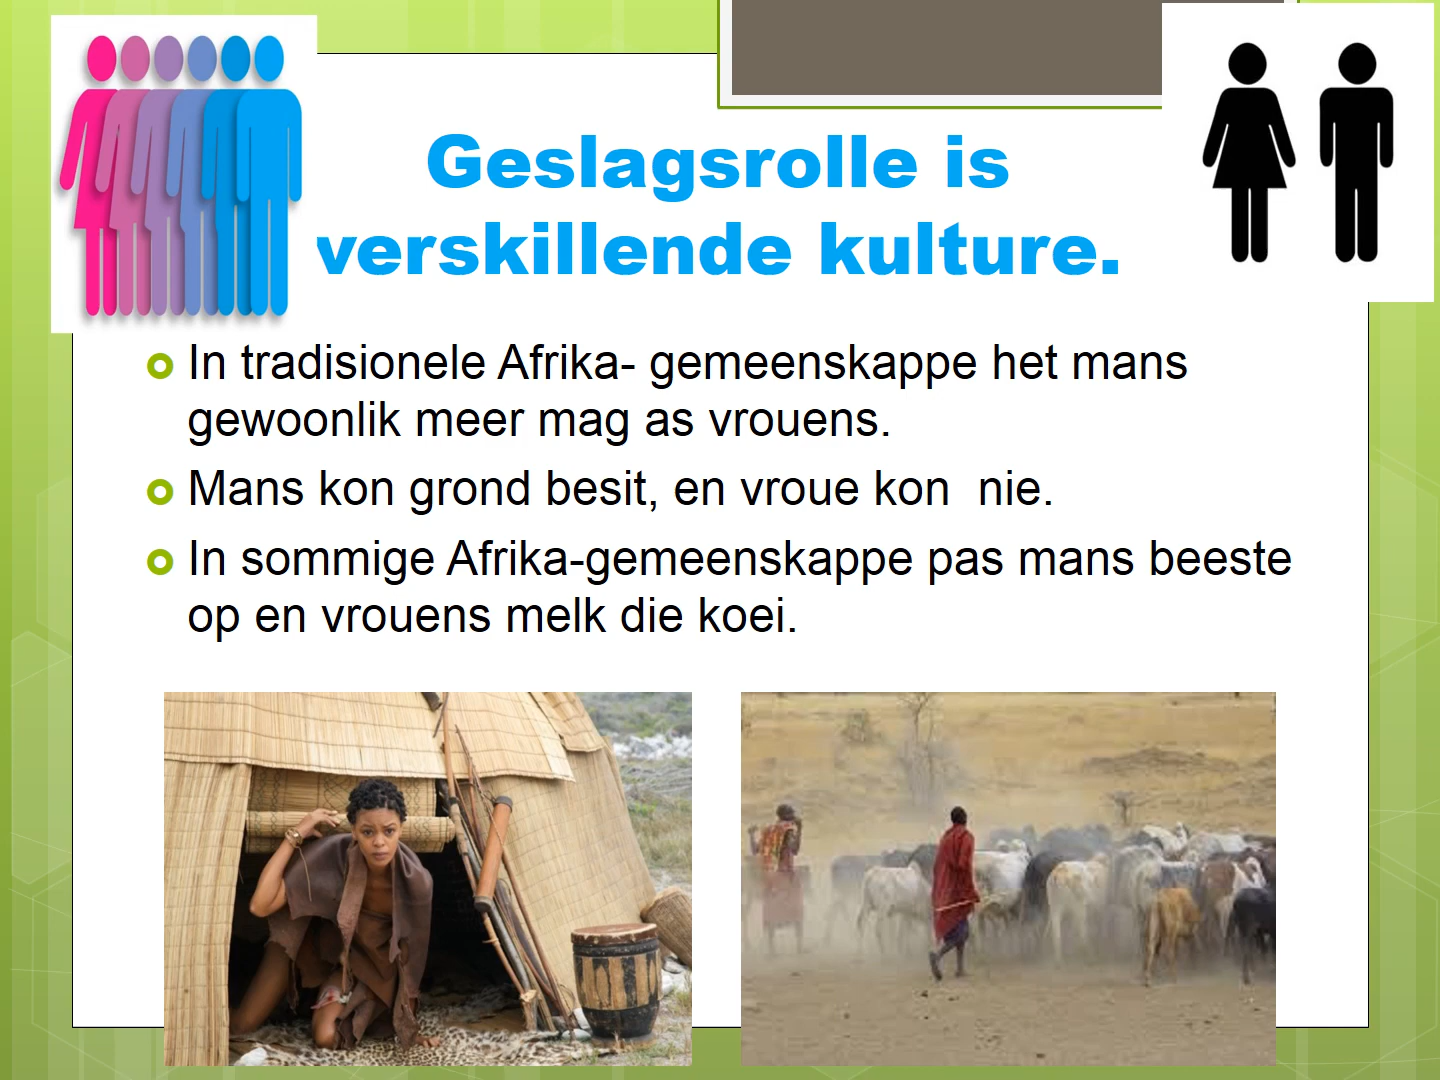 Geslagsrolle is
verskillende kulture.
In tradisionele Afrika- gemeenskappe het mans
gewoonlik meer mag as vrouens.
Mans kon grond besit, en vroue kon  nie.
In sommige Afrika-gemeenskappe pas mans beeste
op en vrouens melk die koei.